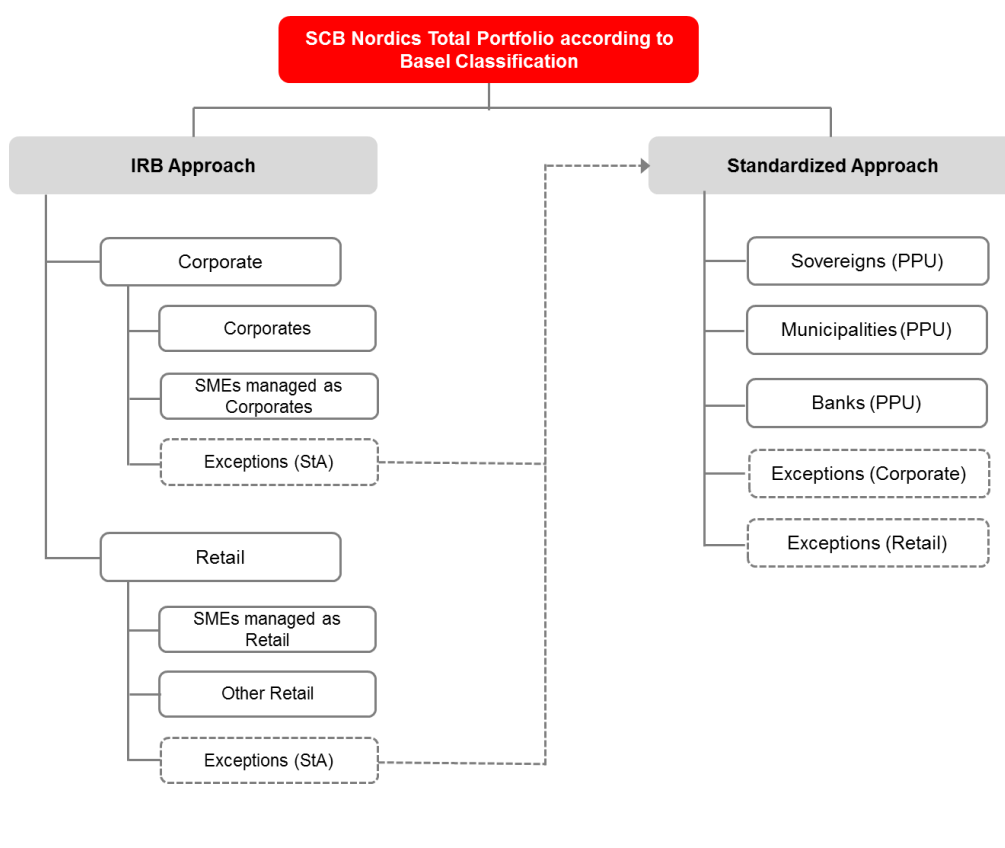 SCB Nordics Total Portfolio according to
Basel Classification
IRB Approach
Corporate
Corporates
SMEs managed as
Corporates
Exceptions (StA)
Retail
SMEs managed as
Retail
Other Retail
Exceptions (StA)
Standardized Approach
Sovereigns (PPU)
Municipalities (PPU)
Banks (PPU)
Exceptions (Corporate)
Exceptions (Retail)